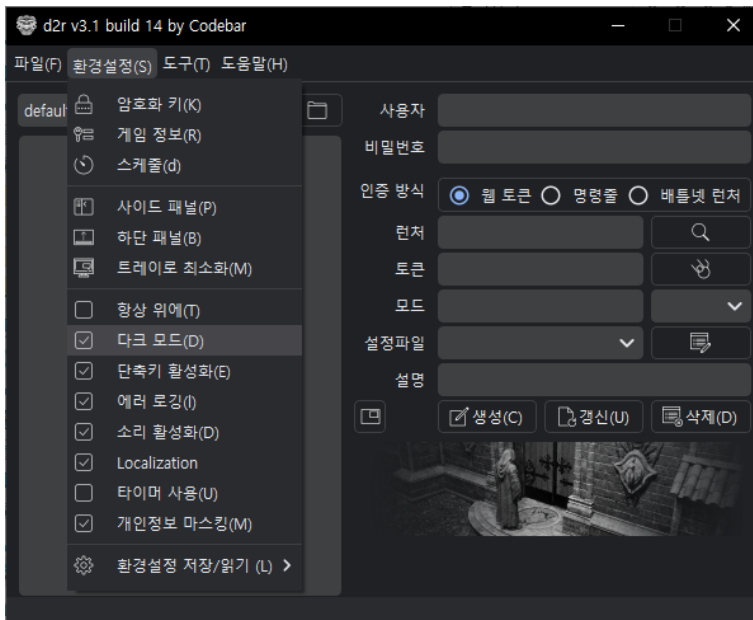 d2r v3.1 build 14 by Codebar
파일(F) 환경설정(S) 도구(T) 도움말(H)
암호화 키(K)
게임 정보(R)
스케줄(d)
사이드 패널(P)
하단 패널(B)
트레이로 최소화(M)
항상 위에(T)
다크 모드(D)
단축키 활성화(E)
에러 로깅(l)
소리 활성화(D)
Localization
타이머 사용(U)
개인정보 마스킹(M)
환경설정 저장/읽기 (L)
사용자
비밀번호
인증 방식 웹 토큰 명령줄 배틀넷 런처
런처
토큰
모드
설정파일
설명
생성(C) 갱신(U) 삭제(D)